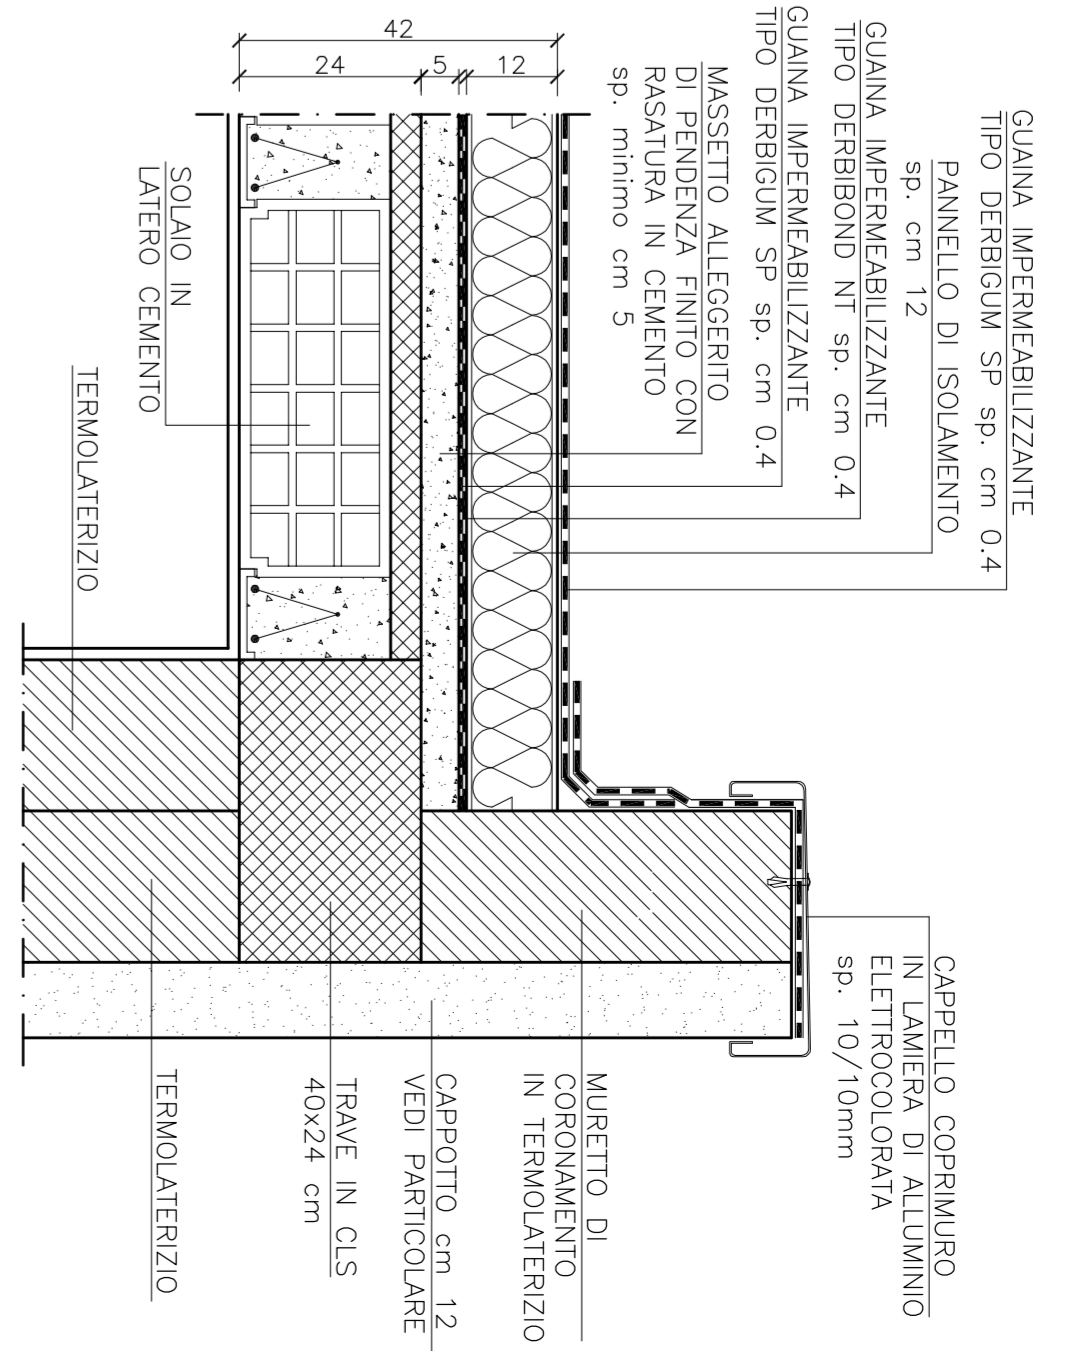 42
24
5
12
GUAINA IMPERMEABILIZZANTE
TIPO DERBIGUM SP sp. cm 0.4
PANNELLO DI ISOLAMENTO
sp. cm 12
GUAINA IMPERMEABILIZZANTE
TIPO DERBIBOND NT sp. cm 0.4
GUAINA IMPERMEABILIZZANTE
TIPO DERBIGUM SP sp. cm 0.4
MASSETTO ALLEGGERITO
DI PENDENZA FINITO CON
RASATURA IN CEMENTO
sp. minimo cm 5
SOLAIO IN
LATERO CEMENTO
TERMOLATERIZIO
CAPPELLO COPRIMURO
IN LAMIERA DI ALLUMINIO
ELETTROCOLORATA
sp. 10/10mm
MURETTO DI
CORONAMENTO
IN TERMOLATERIZIO
CAPPOTTO cm 12
VEDI PARTICOLARE
TRAVE IN CLS
40x24 cm
TERMOLATERIZIO